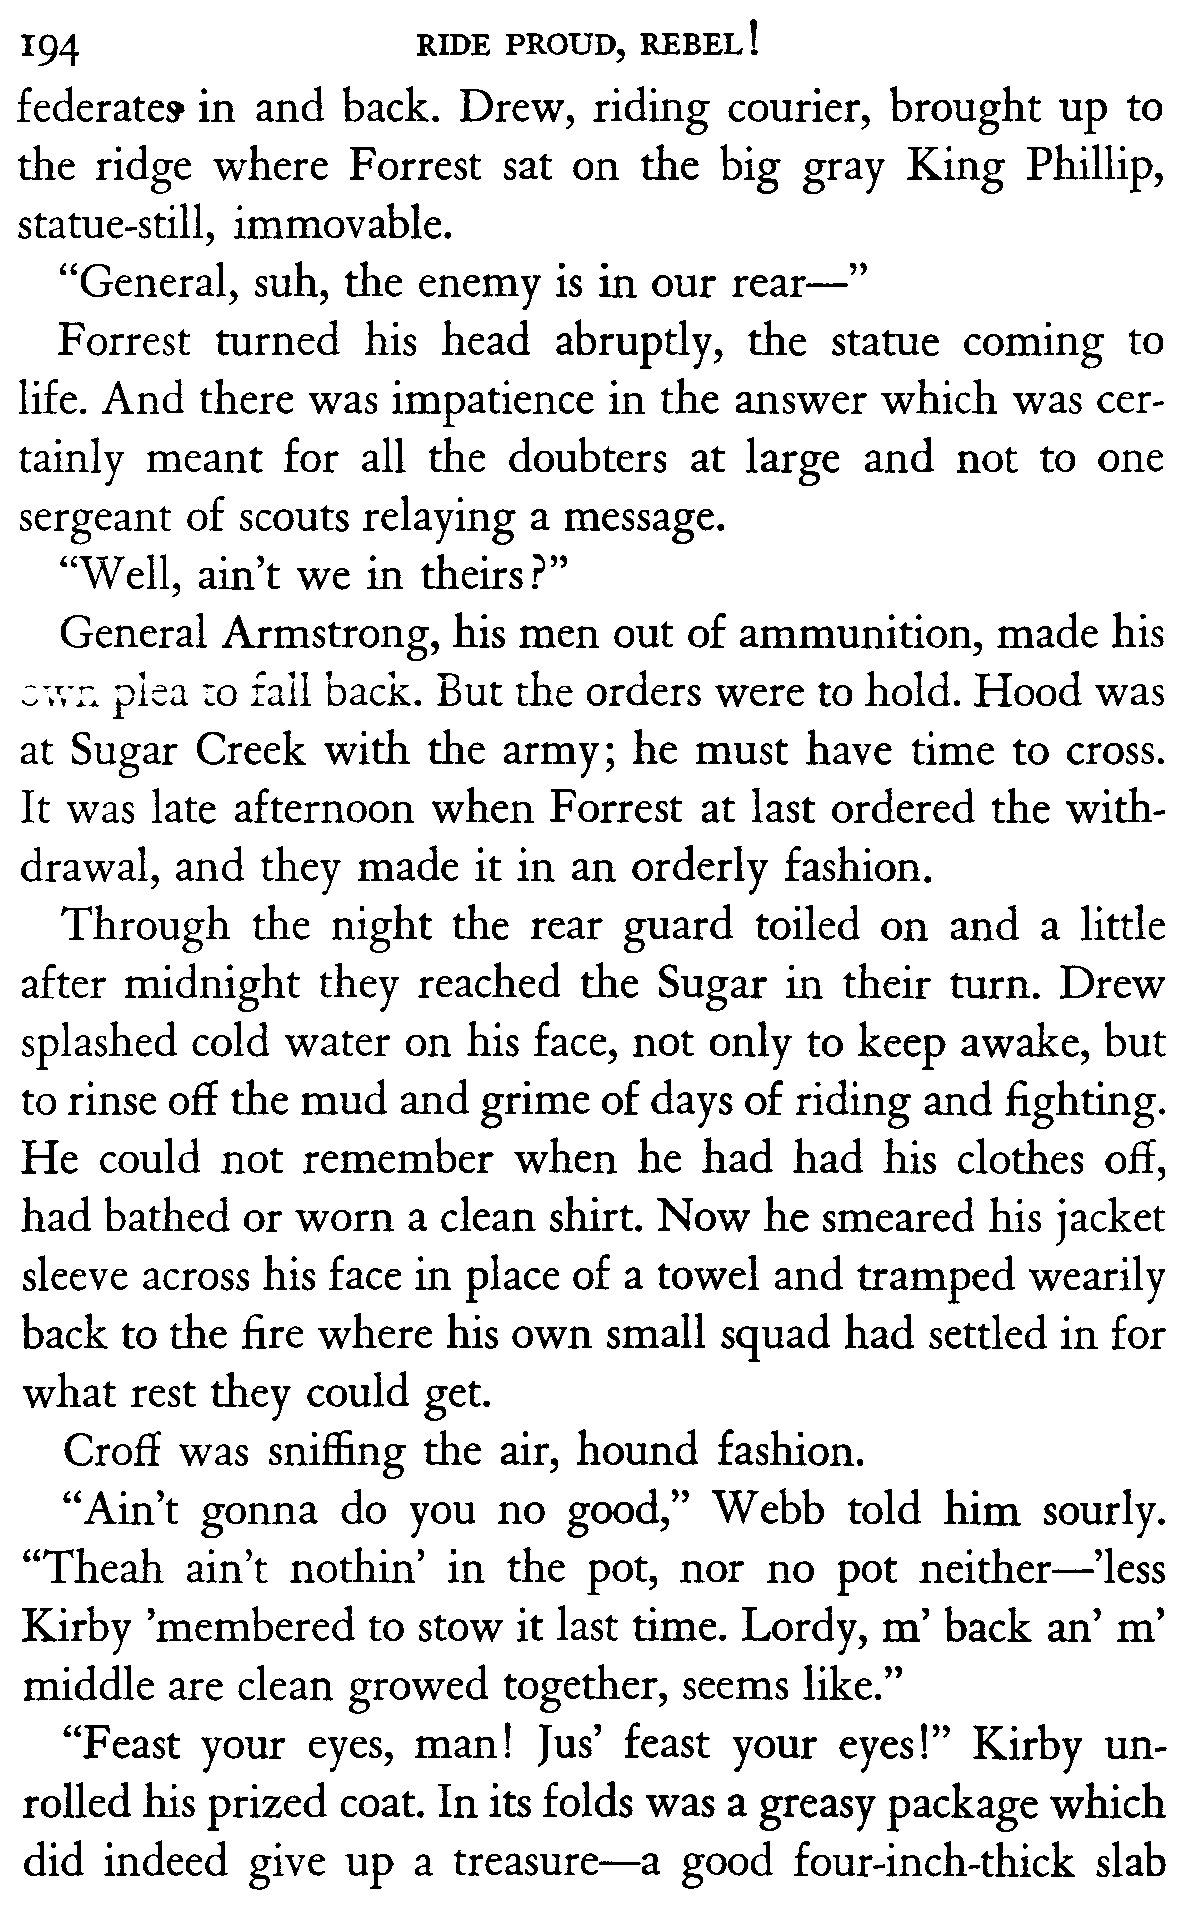 194 RIDE PROUD, REBEL!
federates in and back. Drew, riding courier, brought up to
the ridge where Forrest sat on the big gray King Phillip,
statue-still, immovable.
“General, suh, the enemy is in our rear—”
Forrest turned his head abruptly, the statue coming to
life. And there was impatience in the answer which was cer-
tainly meant for all the doubters at large and not to one
sergeant of scouts relaying a message.
“Well, ain’t we in theirs?”
General Armstrong, his men out of ammunition, made his
own plea to fall back. But the orders were to hold. Hood was
at Sugar Creek with the army; he must have time to cross.
It was late afternoon when Forrest at last ordered the with-
drawal, and they made it in an orderly fashion.
Through the night the rear guard toiled on and a little
after midnight they reached the Sugar in their turn. Drew
splashed cold water on his face, not only to keep awake, but
to rinse off the mud and grime of days of riding and fighting.
He could not remember when he had had his clothes off,
had bathed or worn a clean shirt. Now he smeared his jacket
sleeve across his face in place of a towel and tramped wearily
back to the fire where his own small squad had settled in for
what rest they could get.
Croff was sniffing the air, hound fashion.
“Ain’t gonna do you no good,” Webb told him sourly.
“Theah ain’t nothin’ in the pot, nor no pot neither—’less
Kirby ’membered to stow it last time. Lordy, m’ back an’ m’
middle are clean growed together, seems like.”
“Feast your eyes, man! Jus’ feast your eyes!” Kirby un-
rolled his prized coat. In its folds was a greasy package which
did indeed give up a treasure—a good four-inch-thick slab